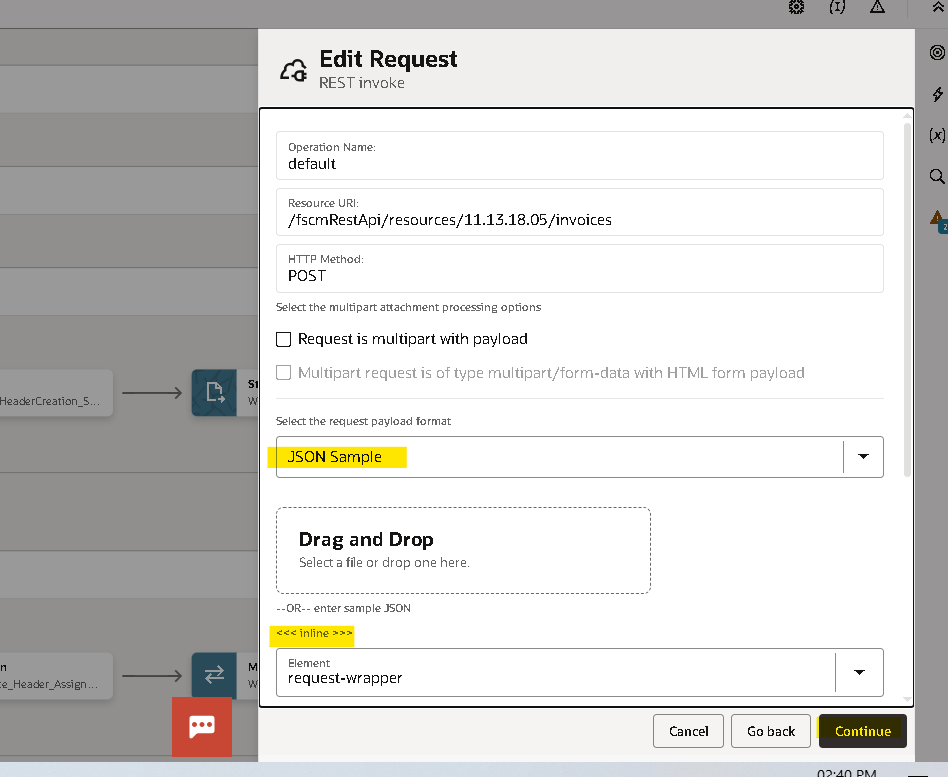 Edit Request
REST invoke
Operation Name:
default
Resource URI:
/fscmRestApi/resources/11.13.18.05/invoices
HTTP Method:
POST
Select the multipart attachment processing options
Request is multipart with payload
Multipart request is of type multipart/form-data with HTML form payload
Select the request payload format
HeaderCreation_S...
JSON Sample
Drag and Drop
Select a file or drop one here.
--OR-- enter sample JSON
<<< inline >>>
Element
request-wrapper
te_Header_Assign...
Cancel
Go back
Continue
02:40 PM